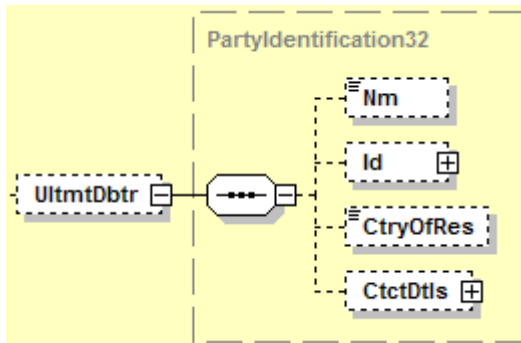 PartyIdentification32
Nm
Id
UltmtDbtr
CtryOfRes
CtctDtls